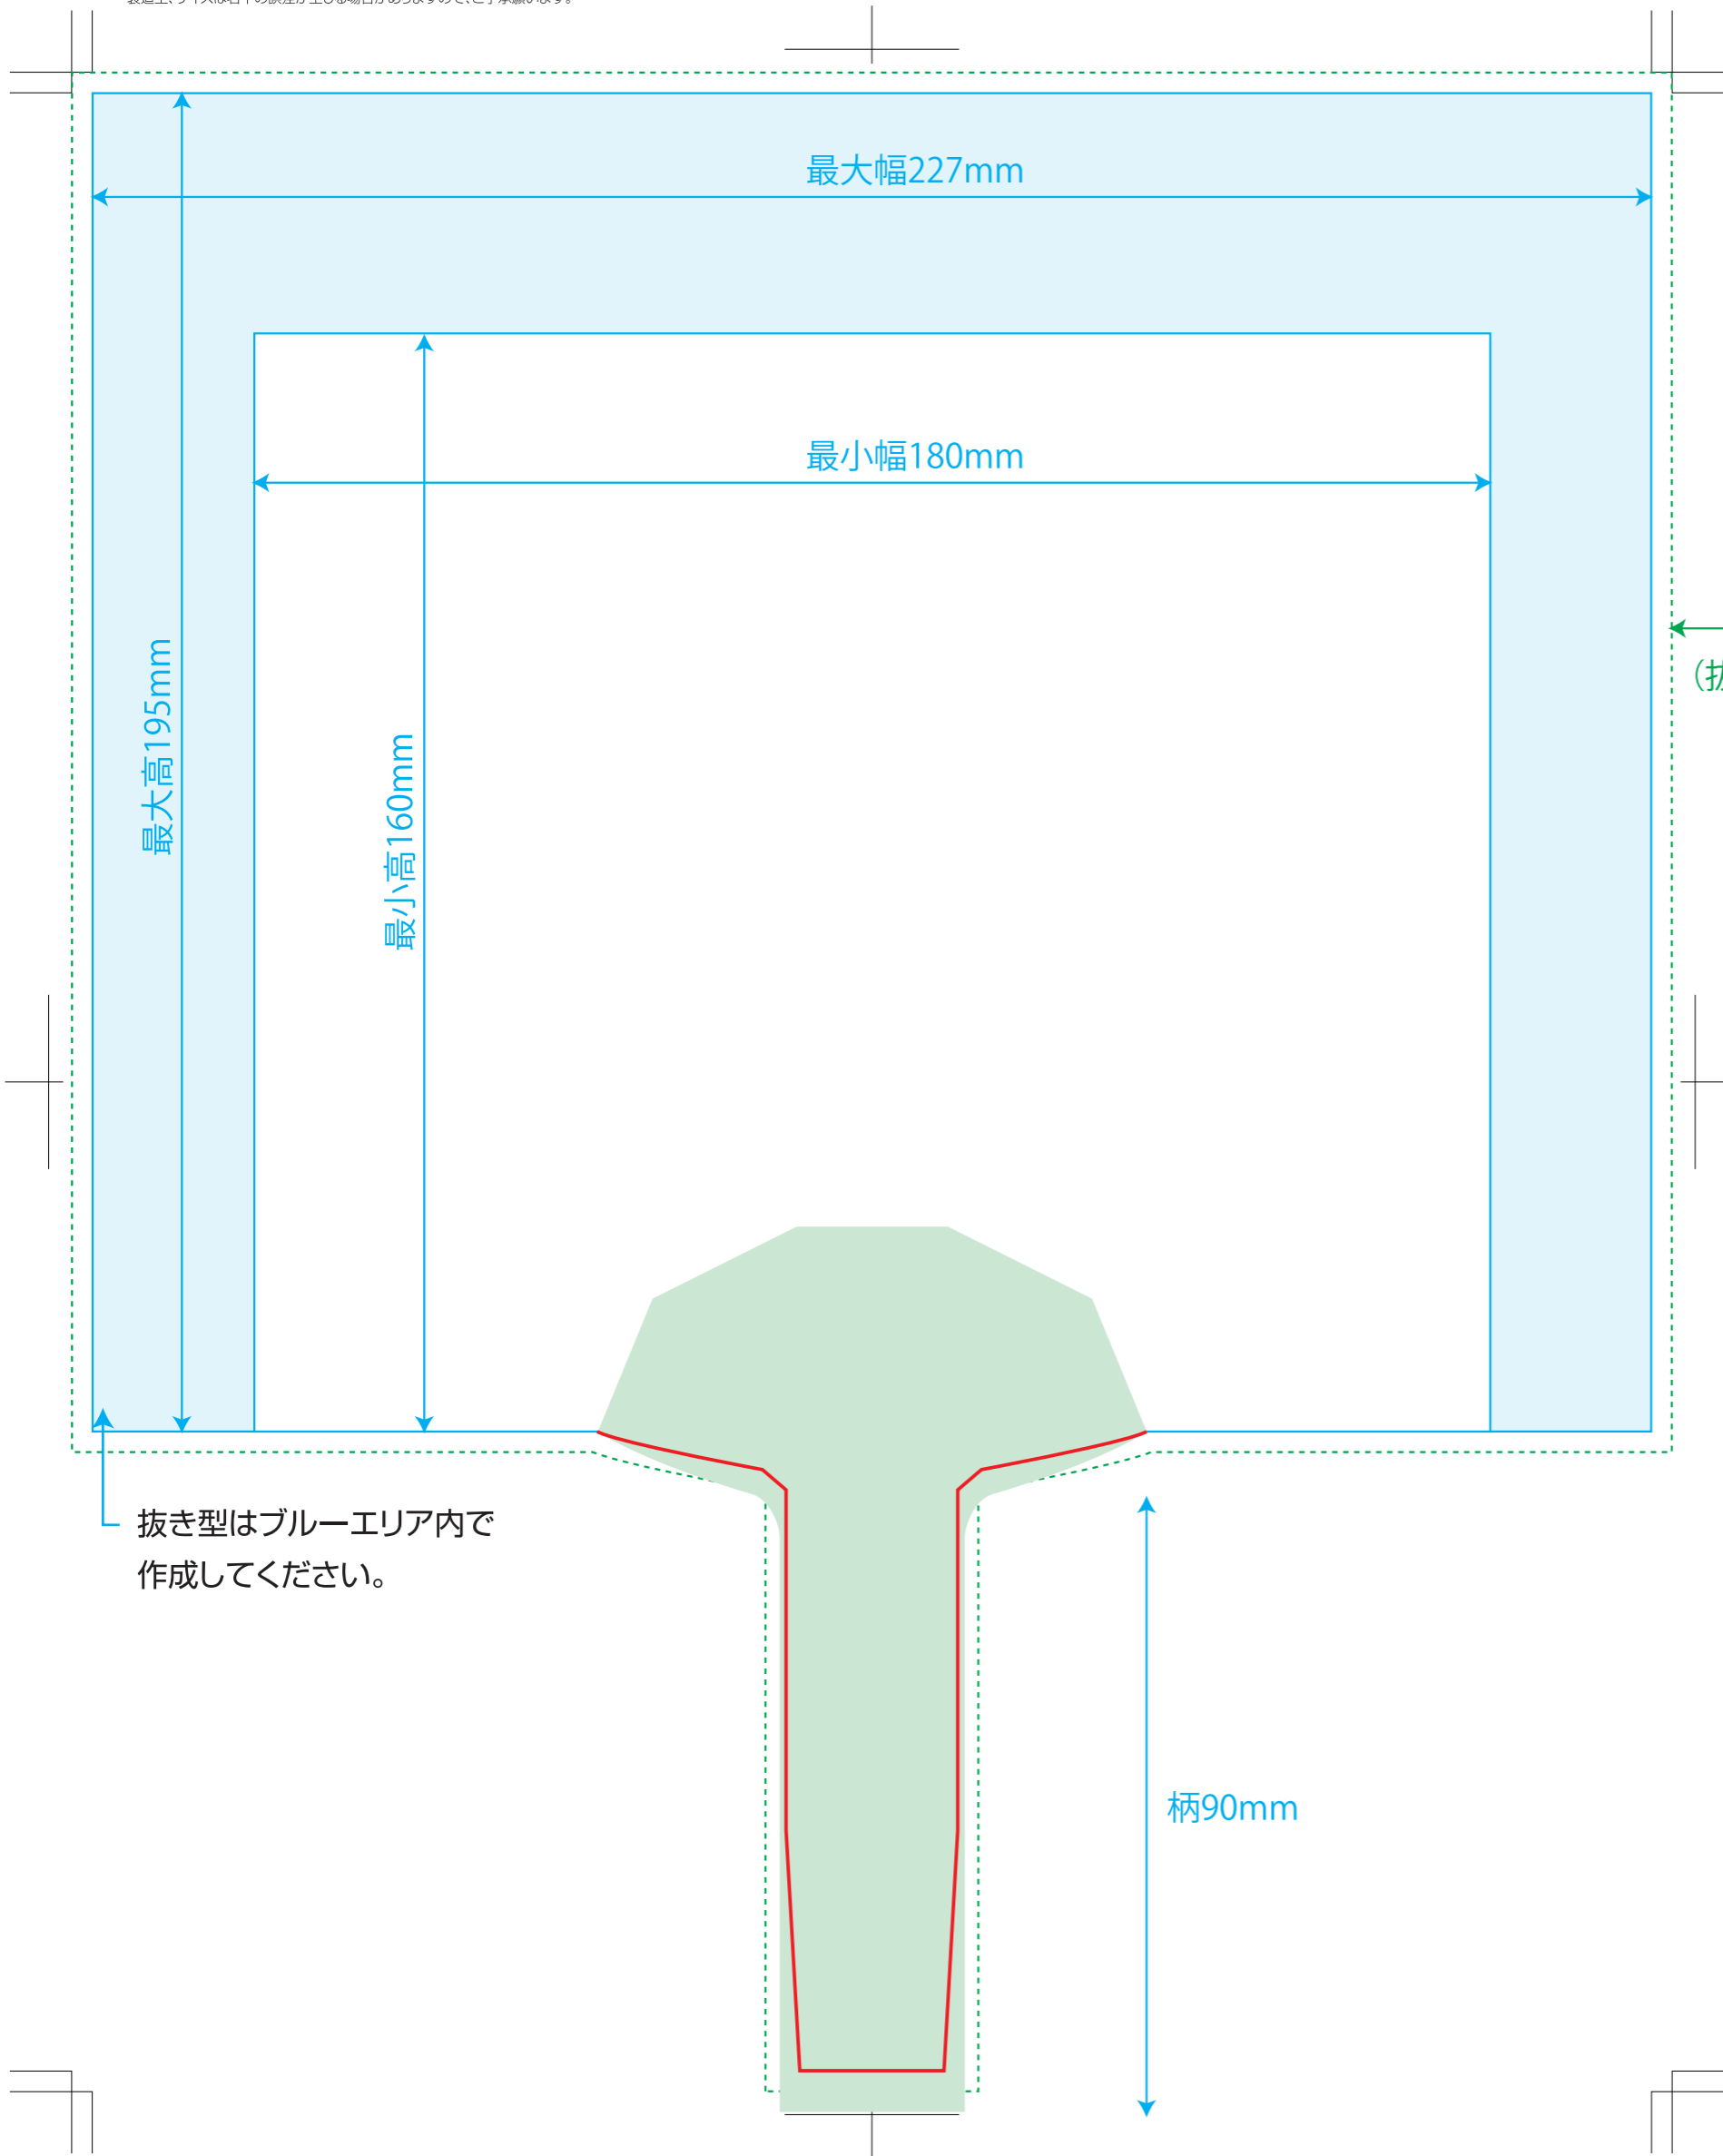 最大幅227mm
最小幅180mm
最大高195mm
最小高160mm
(抜
抜き型はブルーエリア内で
作成してください。
柄90mm